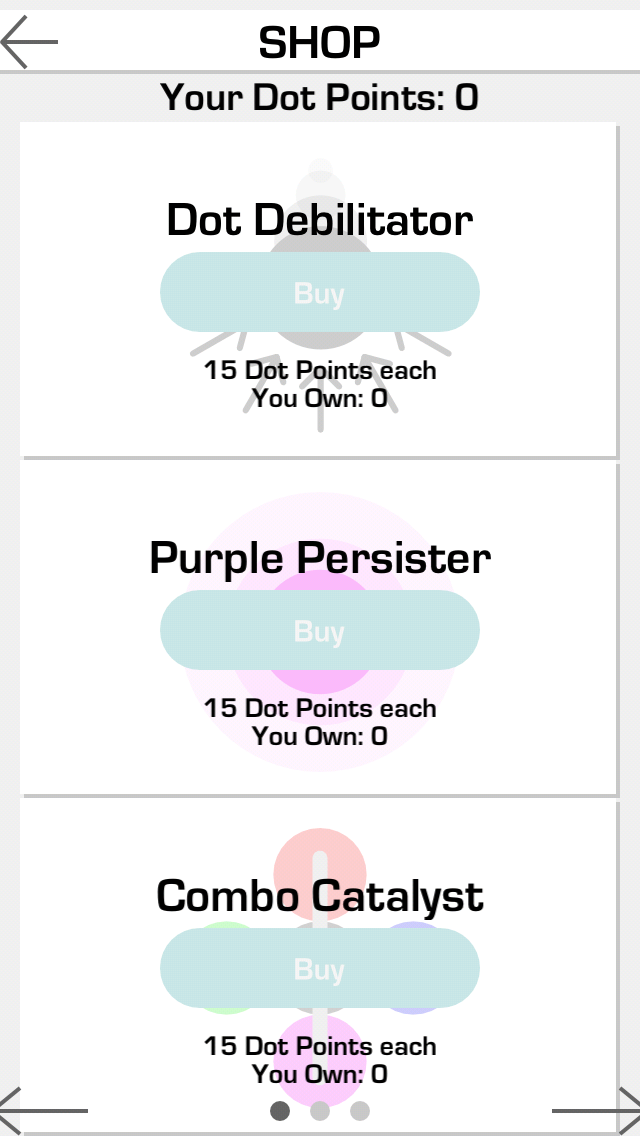 SHOP
Your Dot Points: 0
Dot Debilitator
Buy
15 Dot Points each
You Own: 0
Purple Persister
Buy
15 Dot Points each
You Own: 0
Combo Catalyst
Buy
15 Dot Points each
You Own: 0